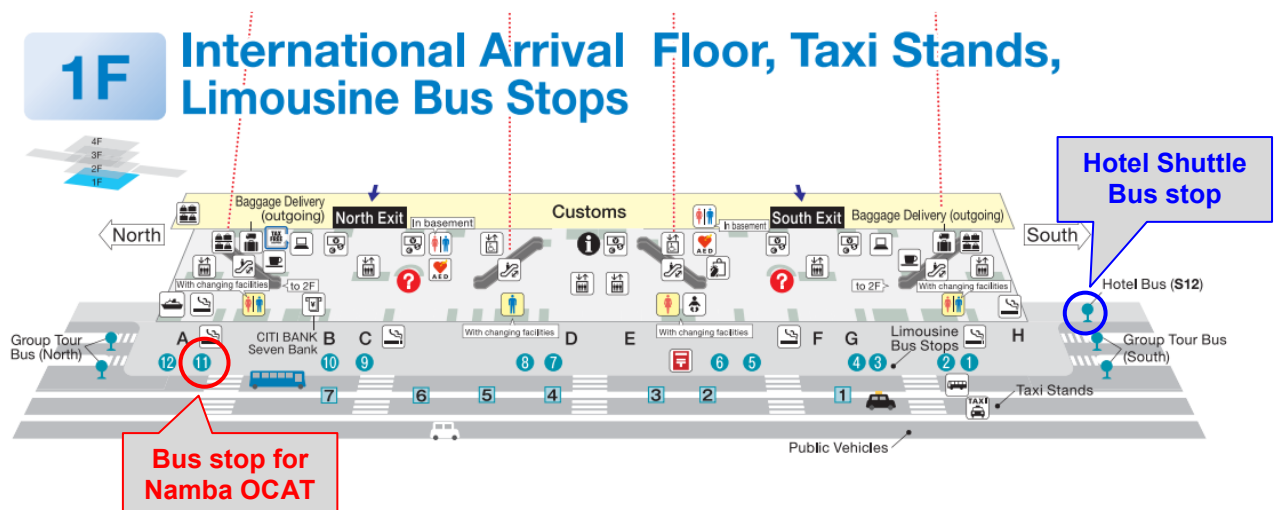 1F
International Arrival Floor, Taxi Stands,
Limousine Bus Stops
4F
3F
2F
1F
Hotel Shuttle
Bus stop
Baggage Delivery
(outgoing)
North Exit
In basement
Customs
In basement
South Exit
Baggage Delivery (outgoing)
North
South
TAX
FREE
AED
AED
Hotel Bus (S12)
With changing facilities
to 2F
to 2F
With changing facilities
Group Tour
Bus (North)
A
CITI BANK
Seven Bank
B
C
With changing facilities
D
E
With changing facilities
F
G
Limousine
Bus Stops
H
Group Tour Bus
(South)
12
11
10
9
8
7
6
5
4
3
2
1
7
6
5
4
3
2
1
TAXI
Taxi Stands
Public Vehicles
Bus stop for
Namba OCAT